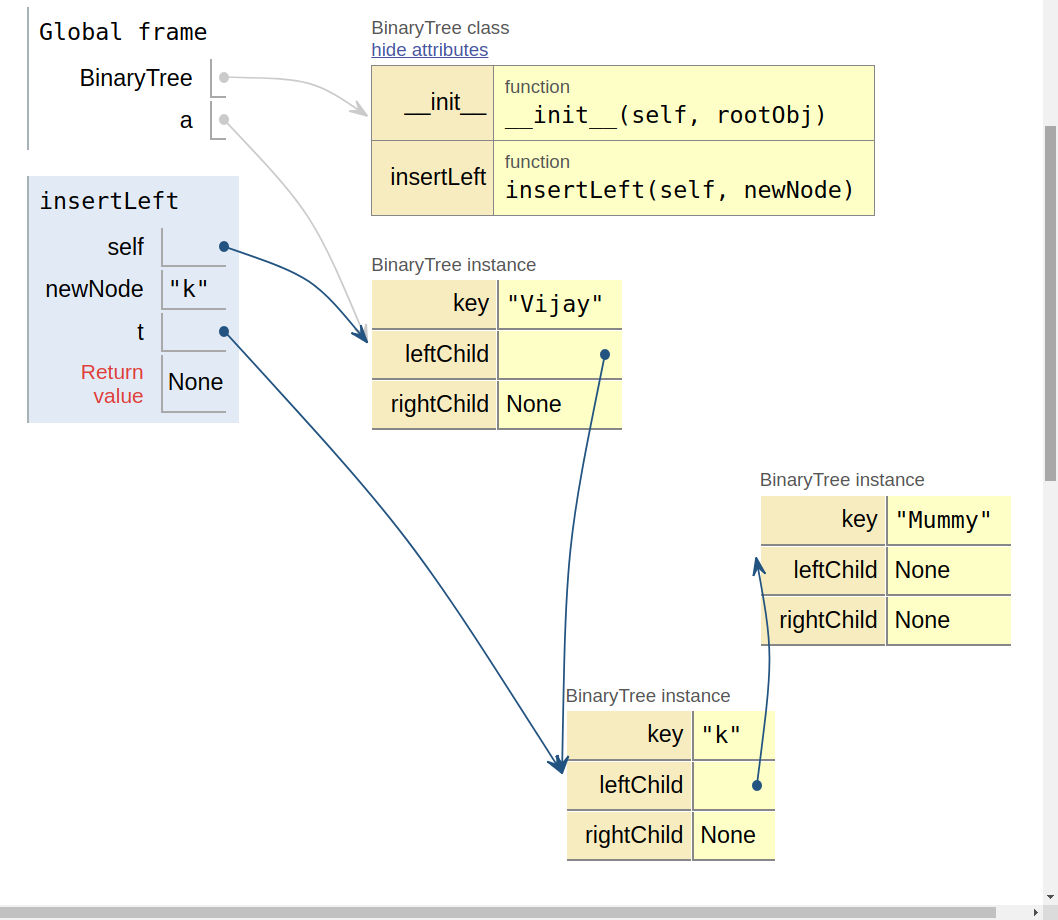 Global frame
BinaryTree
a
BinaryTree class
hide attributes
__init__
function
__init__(self, rootObj)
insertLeft
function
insertLeft(self, newNode)
insertLeft
self
newNode "k"
t
Return
value
None
BinaryTree instance
key "Vijay"
leftChild
rightChild None
BinaryTree instance
key "Mummy"
leftChild None
rightChild None
BinaryTree instance
key "k"
leftChild
rightChild None